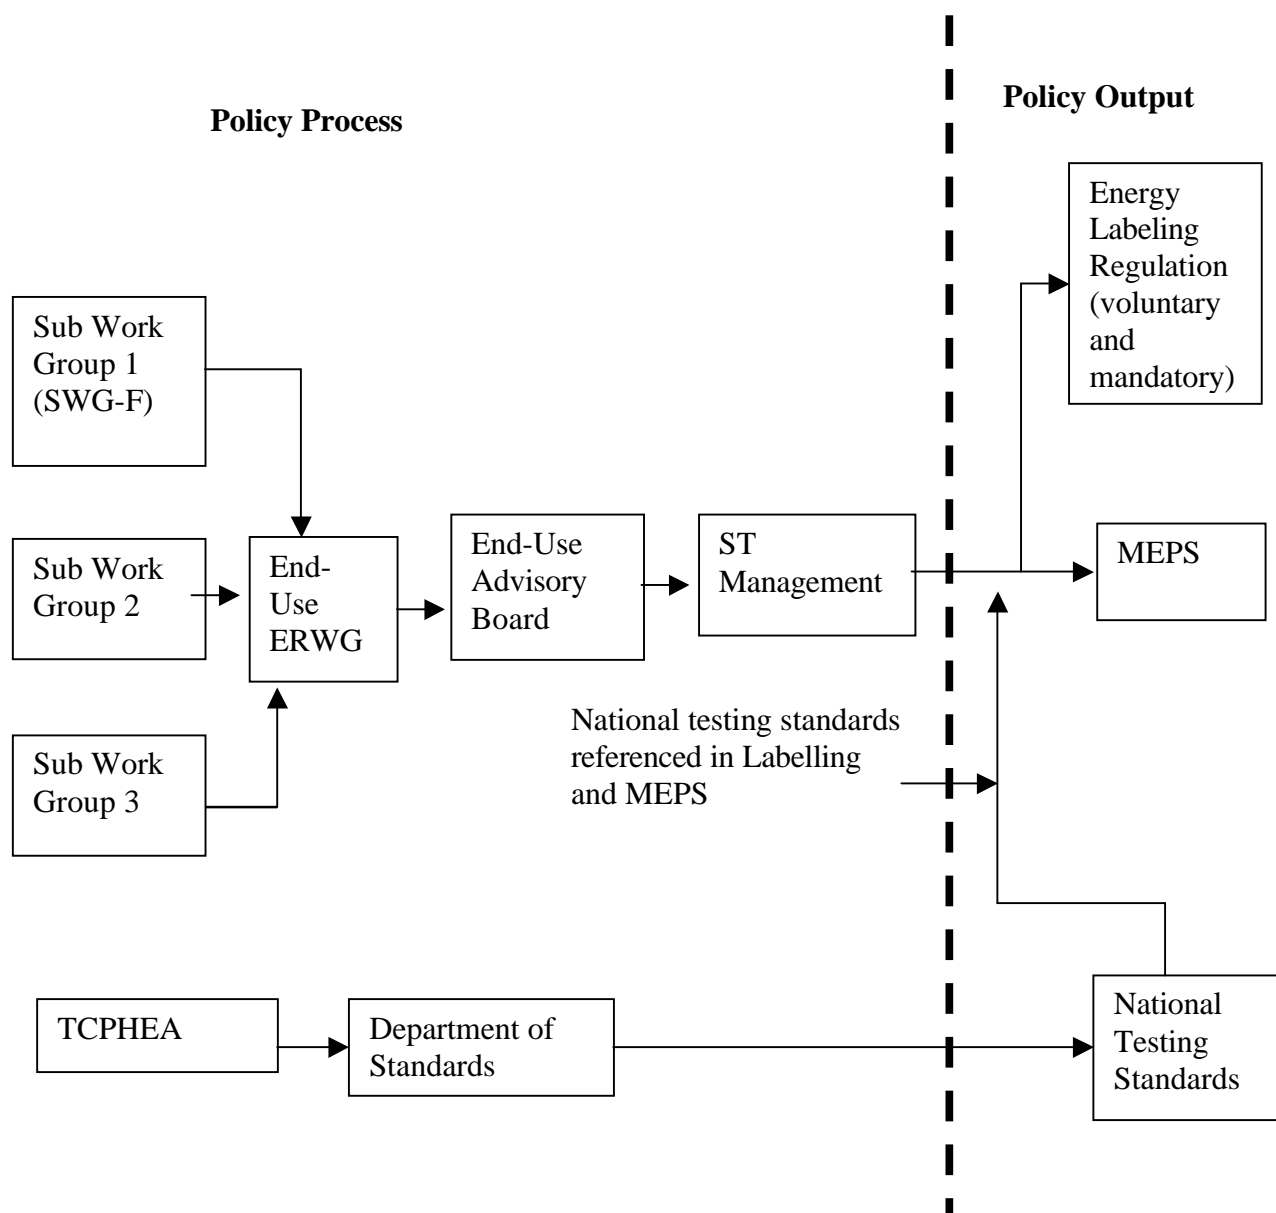 Policy Process
Policy Output
Energy
Labeling
Regulation
(voluntary
and
mandatory)
Sub Work
Group 1
(SWG-F)
Sub Work
Group 2
Sub Work
Group 3
End-
Use
ERWG
End-Use
Advisory
Board
ST
Management
MEPS
National testing standards
referenced in Labelling
and MEPS
TCPHEA
Department of
Standards
National
Testing
Standards